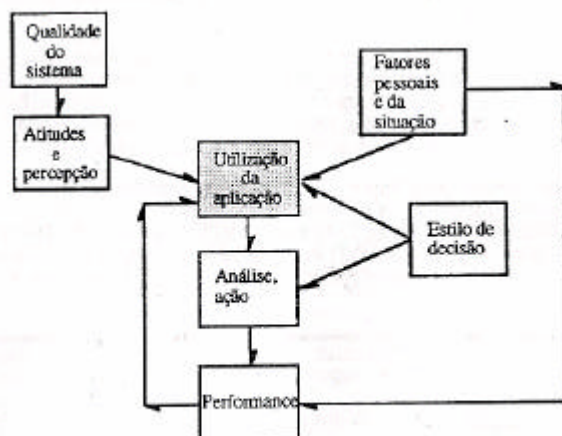 Qualidade
do
sistema
Fatores
pessoais
e da
situação
Atitudes
e
percepção
Utilização
da
aplicação
Estilo de
decisão
Análise,
ação
Performance